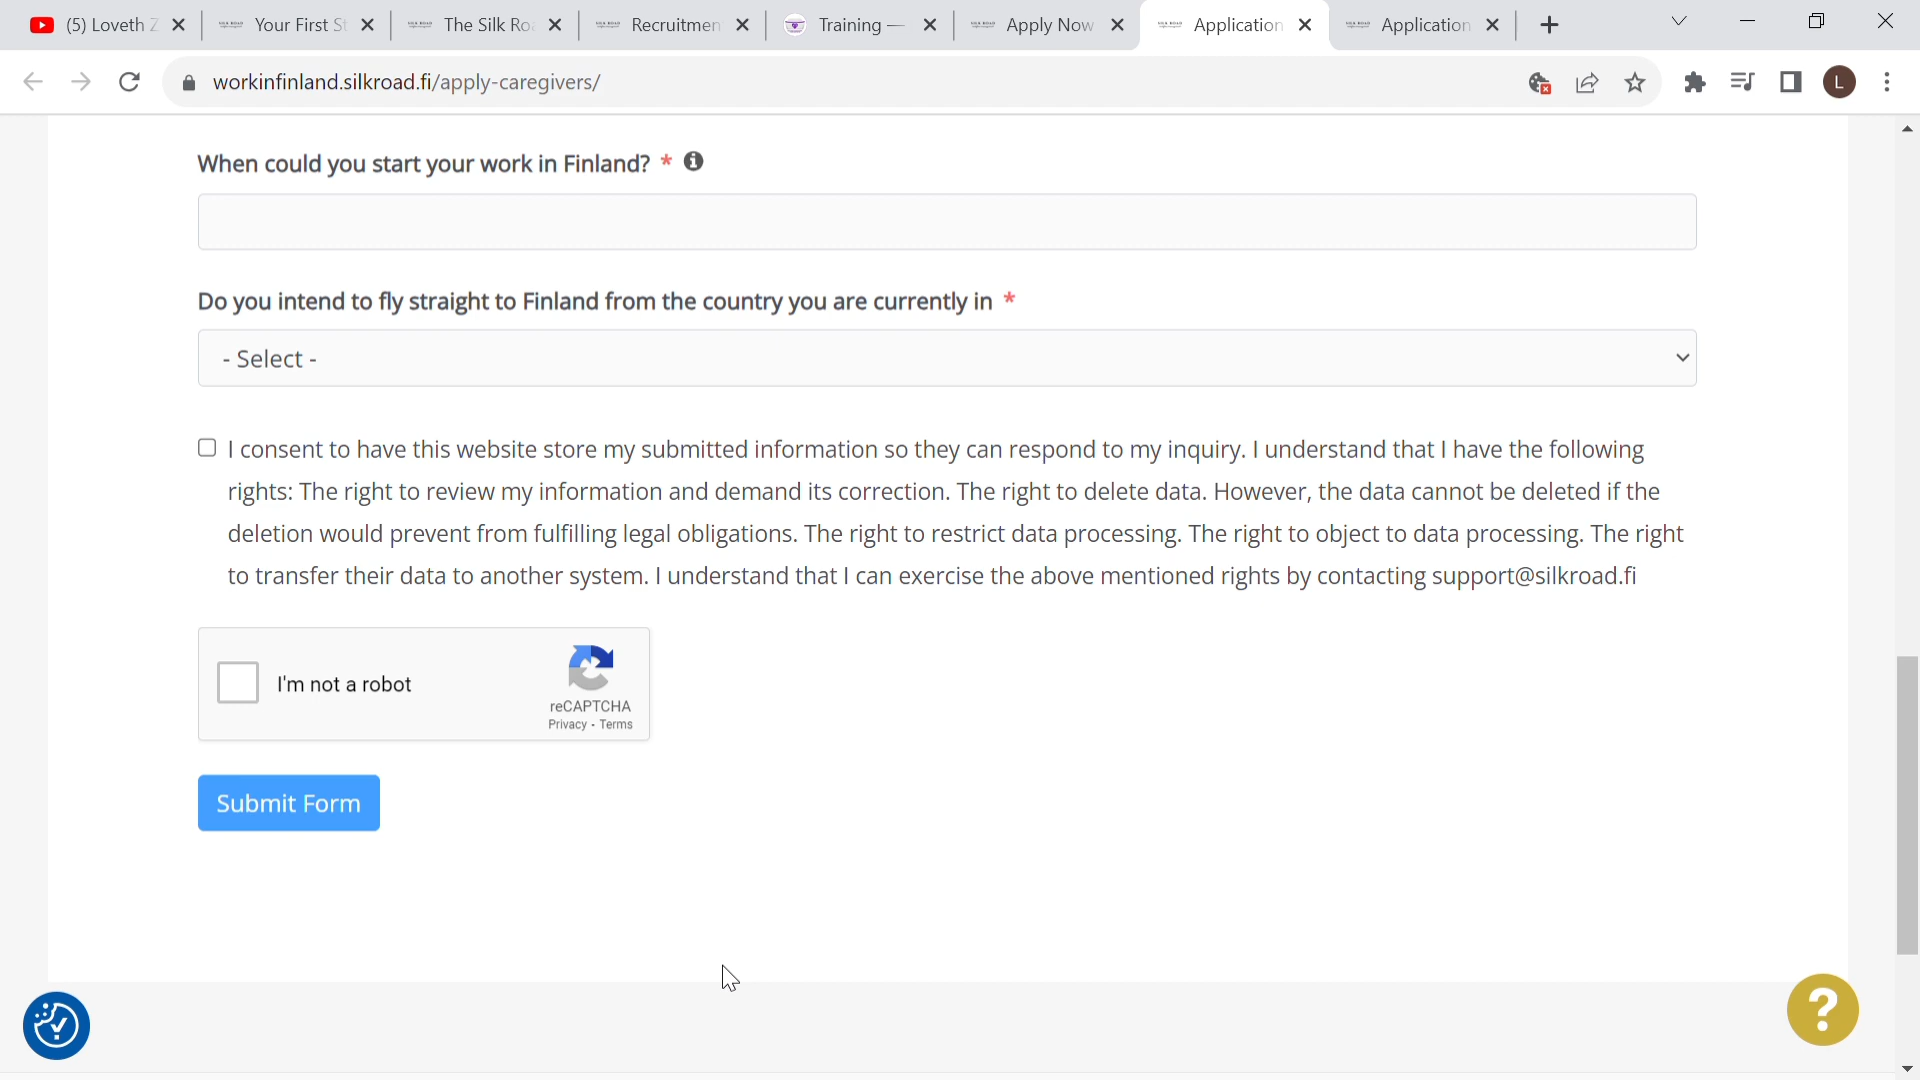 (5) Loveth Z
Your First St
The Silk Ro
Recruitmen
Training —
Apply Now
Application
Application
workinfinland.silkroad.fi/apply-caregivers/
L
When could you start your work in Finland? *
Do you intend to fly straight to Finland from the country you are currently in *
- Select -
I consent to have this website store my submitted information so they can respond to my inquiry. I understand that I have the following
rights: The right to review my information and demand its correction. The right to delete data. However, the data cannot be deleted if the
deletion would prevent from fulfilling legal obligations. The right to restrict data processing. The right to object to data processing. The right
to transfer their data to another system. I understand that I can exercise the above mentioned rights by contacting support@silkroad.fi
I'm not a robot
reCAPTCHA
Privacy - Terms
Submit Form
?